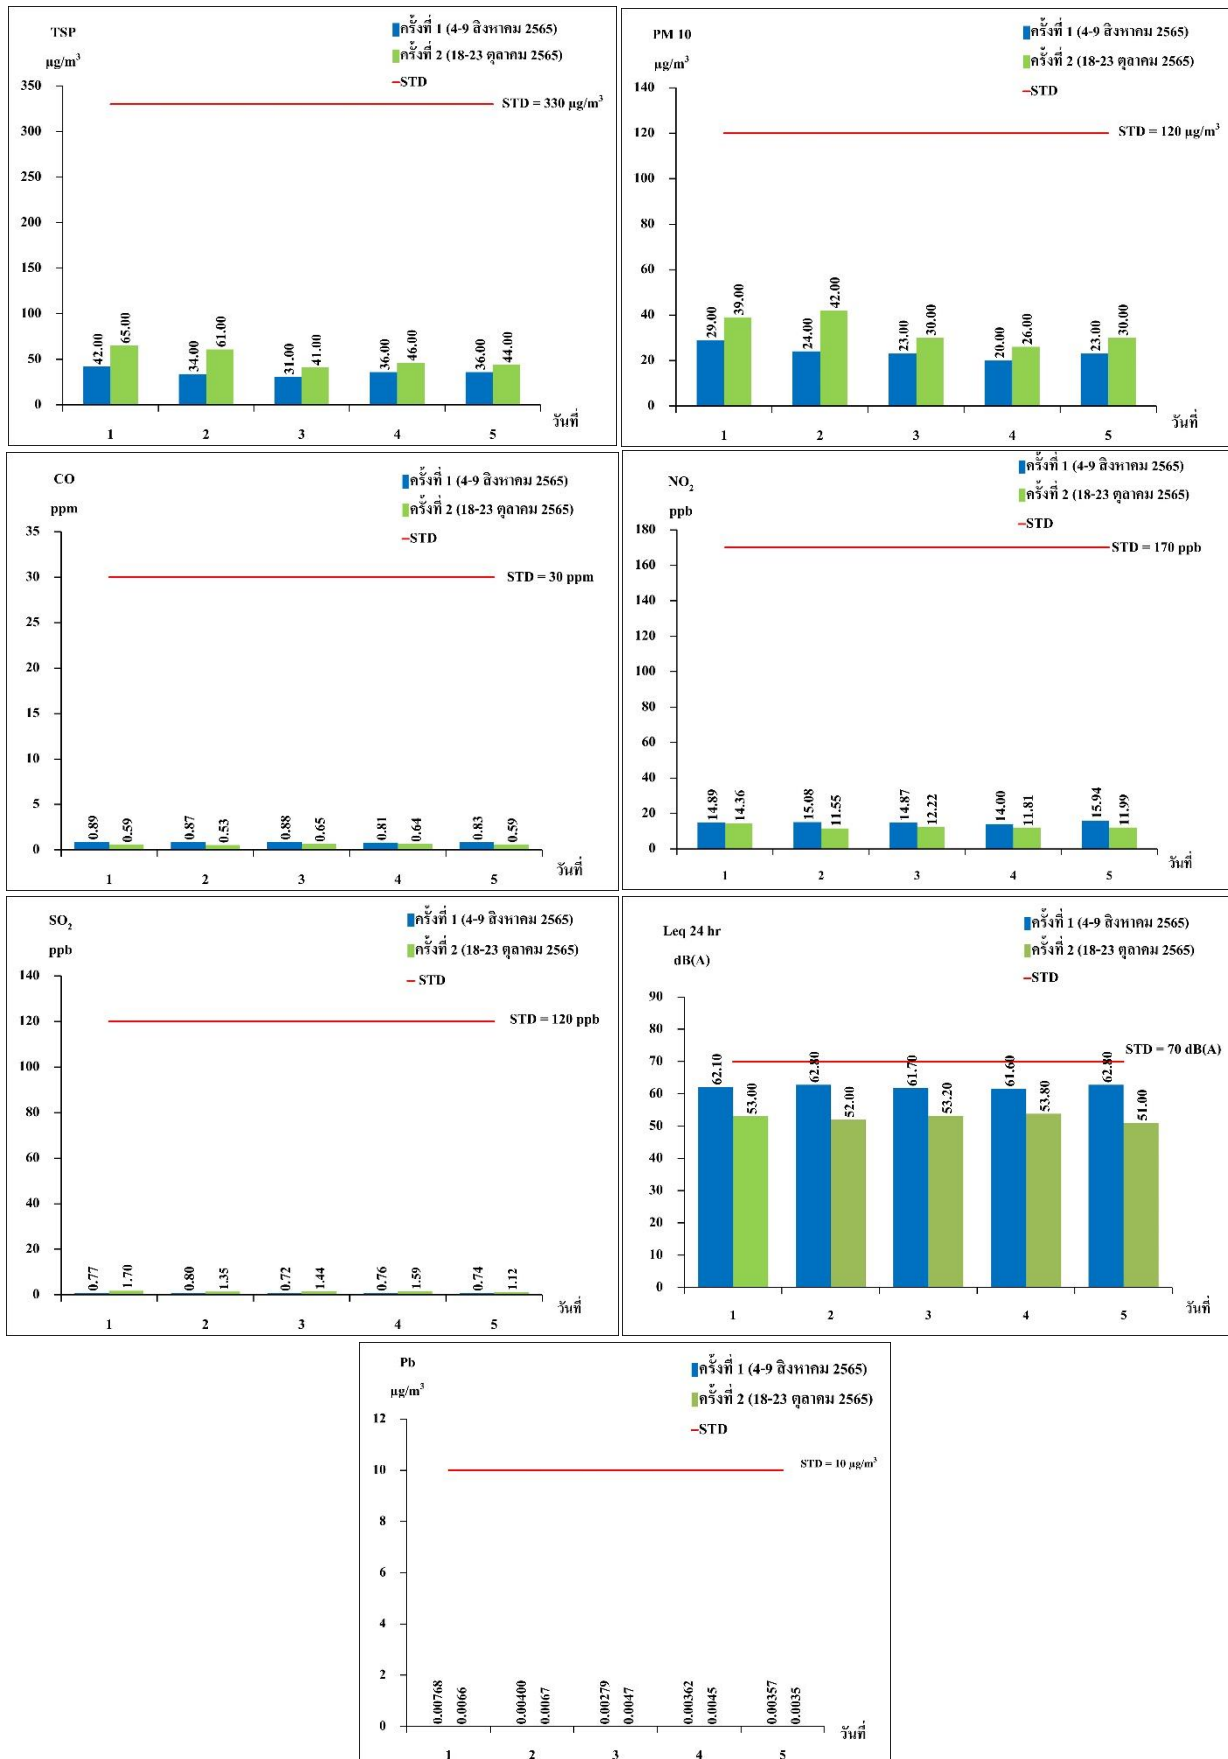 TSP
µg/m³
ครั้งที่ 1 (4-9 สิงหาคม 2565)
ครั้งที่ 2 (18-23 ตุลาคม 2565)
STD
350
300
250
200
150
100
50
0
STD = 330 µg/m³
42.00 65.00 34.00 61.00 31.00 41.00 36.00 46.00 36.00 44.00
1 2 3 4 5
วันที่
PM 10
µg/m³
ครั้งที่ 1 (4-9 สิงหาคม 2565)
ครั้งที่ 2 (18-23 ตุลาคม 2565)
STD
140
120
100
80
60
40
20
0
STD = 120 µg/m³
29.00 39.00 24.00 42.00 23.00 30.00 20.00 26.00 23.00 30.00
1 2 3 4 5
วันที่
CO
ppm
ครั้งที่ 1 (4-9 สิงหาคม 2565)
ครั้งที่ 2 (18-23 ตุลาคม 2565)
STD
35
30
25
20
15
10
5
0
STD = 30 ppm
0.89 0.59 0.87 0.53 0.88 0.65 0.81 0.64 0.83 0.59
1 2 3 4 5
วันที่
NO₂
ppb
ครั้งที่ 1 (4-9 สิงหาคม 2565)
ครั้งที่ 2 (18-23 ตุลาคม 2565)
STD
180
160
140
120
100
80
60
40
20
0
STD = 170 ppb
14.89 14.36 15.08 11.55 14.87 12.22 14.00 11.81 15.94 11.99
1 2 3 4 5
วันที่
SO₂
ppb
ครั้งที่ 1 (4-9 สิงหาคม 2565)
ครั้งที่ 2 (18-23 ตุลาคม 2565)
STD
140
120
100
80
60
40
20
0
STD = 120 ppb
0.77 1.70 0.80 1.35 0.72 1.44 0.76 1.59 0.74 1.12
1 2 3 4 5
วันที่
Leq 24 hr
dB(A)
ครั้งที่ 1 (4-9 สิงหาคม 2565)
ครั้งที่ 2 (18-23 ตุลาคม 2565)
STD
90
80
70
60
50
40
30
20
10
0
STD = 70 dB(A)
62.10 53.00 62.80 52.00 61.70 53.20 61.60 53.80 62.80 51.00
1 2 3 4 5
วันที่
Pb
µg/m³
ครั้งที่ 1 (4-9 สิงหาคม 2565)
ครั้งที่ 2 (18-23 ตุลาคม 2565)
STD
12
10
8
6
4
2
0
STD = 10 µg/m³
0.00768 0.0066 0.00400 0.0067 0.00279 0.0047 0.00362 0.0045 0.00357 0.0035
1 2 3 4 5
วันที่